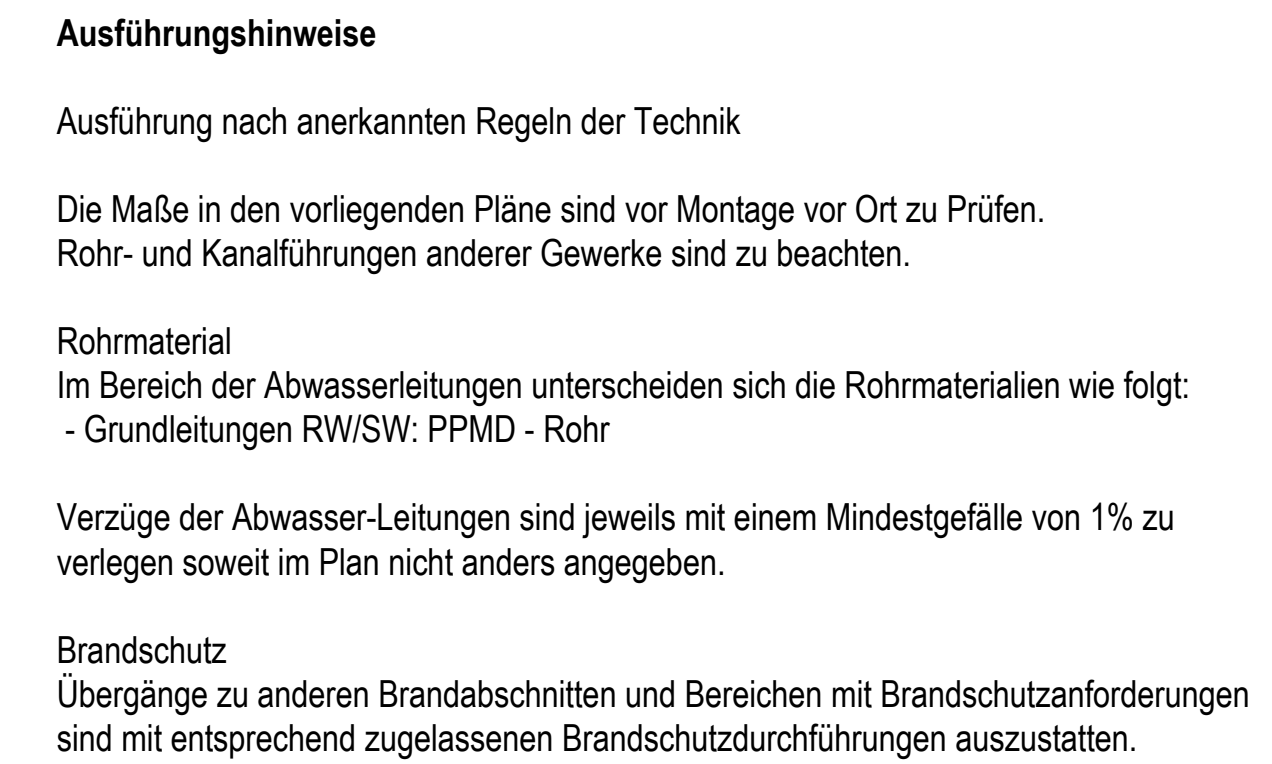 Ausführungshinweise
Ausführung nach anerkannten Regeln der Technik
Die Maße in den vorliegenden Pläne sind vor Montage vor Ort zu Prüfen.
Rohr- und Kanalführungen anderer Gewerke sind zu beachten.
Rohrmaterial
Im Bereich der Abwasserleitungen unterscheiden sich die Rohrmaterialien wie folgt:
- Grundleitungen RW/SW: PPMD - Rohr
Verzüge der Abwasser-Leitungen sind jeweils mit einem Mindestgefälle von 1% zu
verlegen soweit im Plan nicht anders angegeben.
Brandschutz
Übergänge zu anderen Brandabschnitten und Bereichen mit Brandschutzanforderungen
sind mit entsprechend zugelassenen Brandschutzdurchführungen auszustatten.